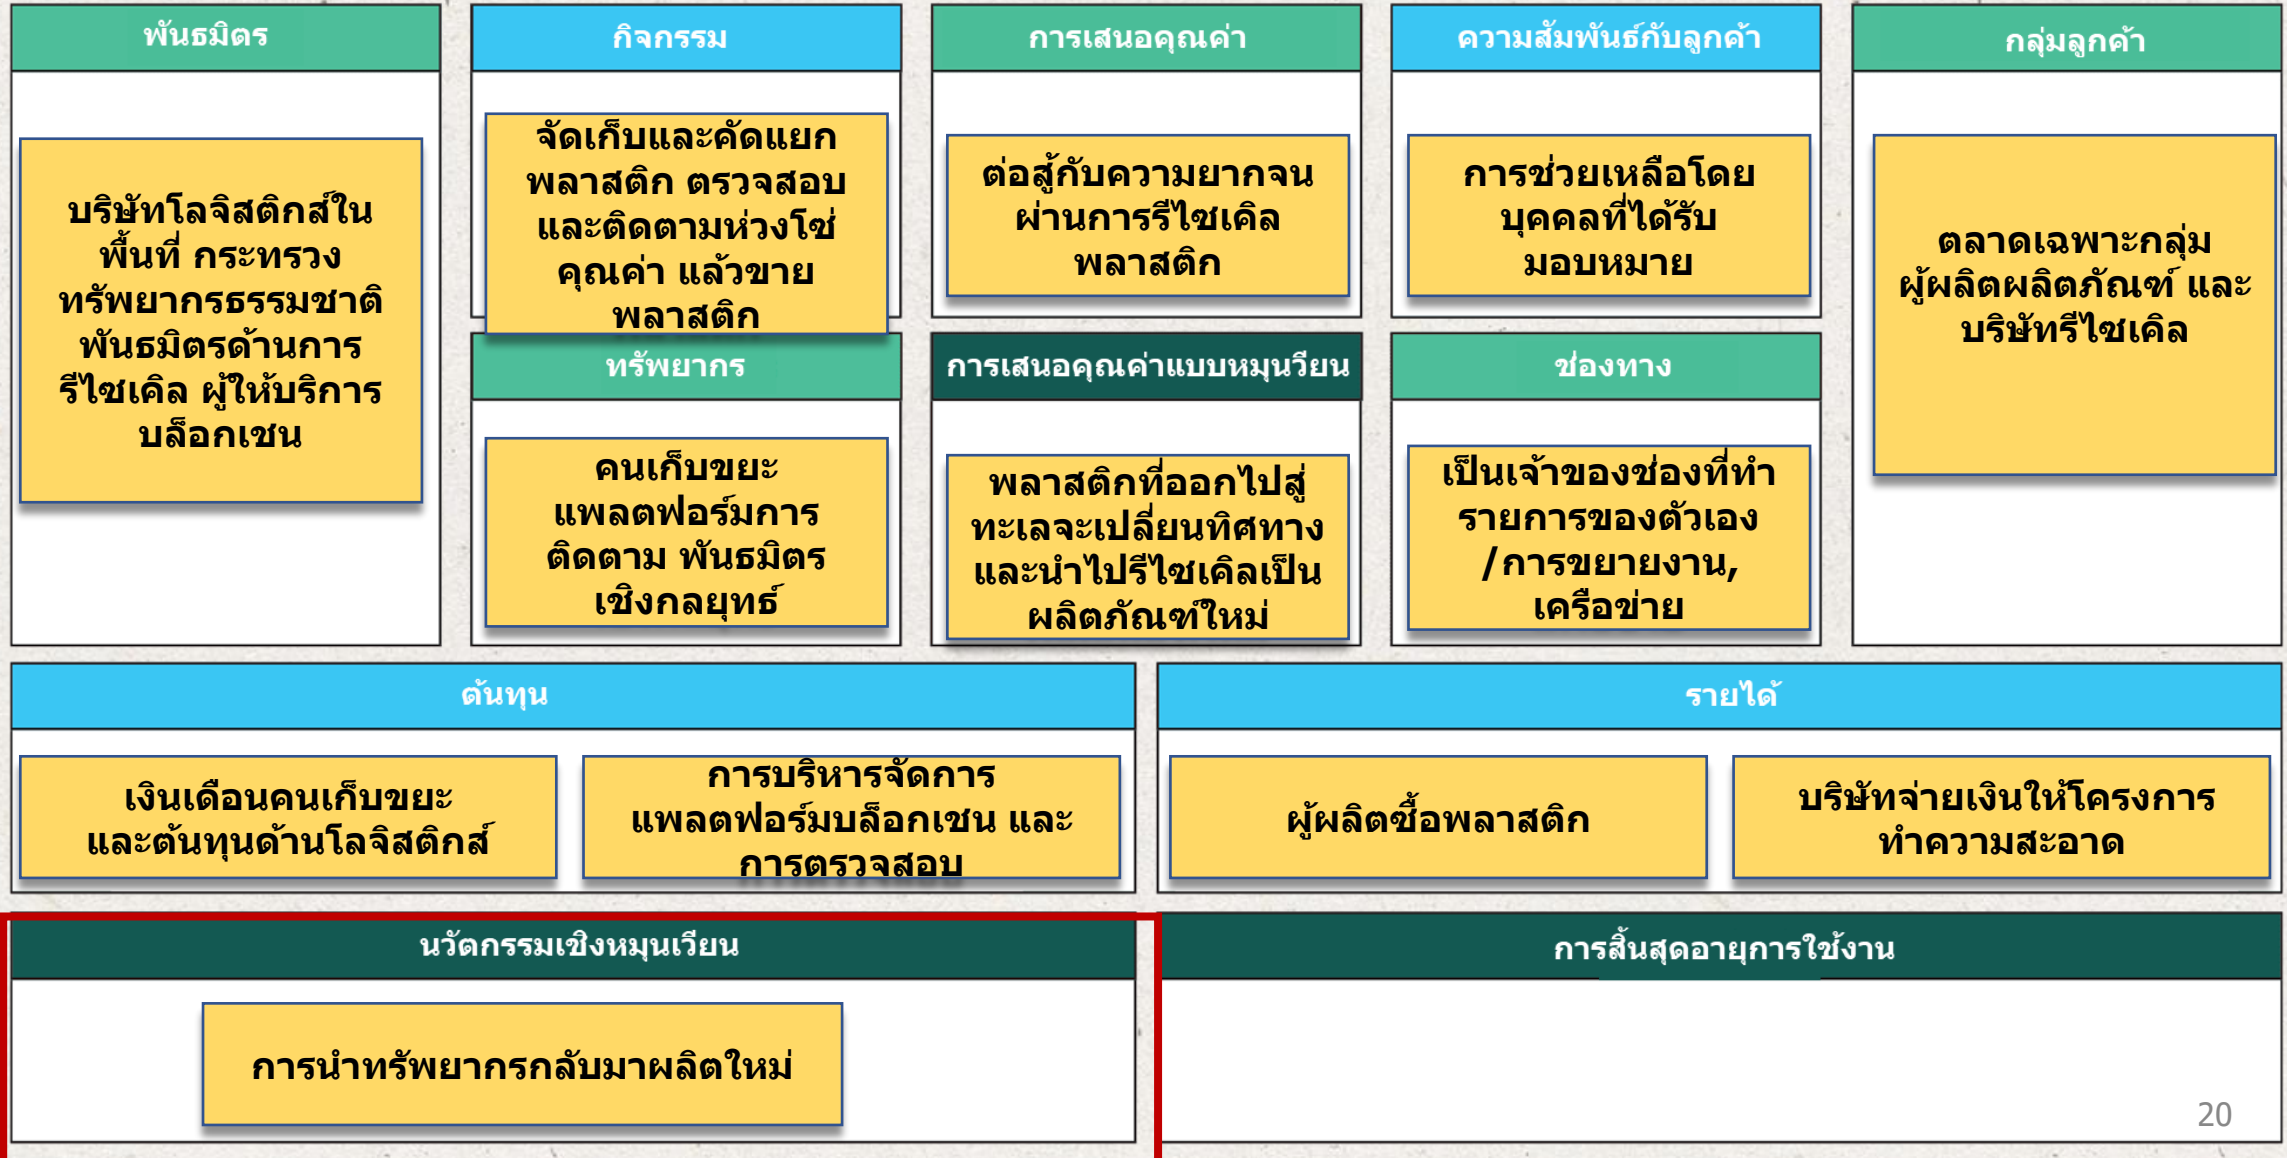 พันธมิตร
บริษัทโลจิสติกส์ใน
พื้นที่ กระทรวง
ทรัพยากรธรรมชาติ
พันธมิตรด้านการ
รีไซเคิล ผู้ให้บริการ
บล็อกเชน
กิจกรรม
จัดเก็บและคัดแยก
พลาสติก ตรวจสอบ
และติดตามห่วงโซ่
คุณค่า แล้วขาย
พลาสติก
ทรัพยากร
คนเก็บขยะ
แพลตฟอร์มการ
ติดตาม พันธมิตร
เชิงกลยุทธ์
การเสนอคุณค่า
ต่อสู้กับความยากจน
ผ่านการรีไซเคิล
พลาสติก
การเสนอคุณค่าแบบหมุนวียน
พลาสติกที่ออกไปสู่
ทะเลจะเปลี่ยนทิศทาง
และนำไปรีไซเคิลเป็น
ผลิตภัณฑ์ใหม่
ความสัมพันธ์กับลูกค้า
การช่วยเหลือโดย
บุคคลที่ได้รับ
มอบหมาย
ช่องทาง
เป็นเจ้าของช่องที่ทำ
รายการของตัวเอง
/การขยายงาน,
เครือข่าย
กลุ่มลูกค้า
ตลาดเฉพาะกลุ่ม
ผู้ผลิตผลิตภัณฑ์ และ
บริษัทรีไซเคิล
ต้นทุน
เงินเดือนคนเก็บขยะ
และต้นทุนด้านโลจิสติกส์
การบริหารจัดการ
แพลตฟอร์มบล็อกเชน และ
การตรวจสอบ
รายได้
ผู้ผลิตซื้อพลาสติก
บริษัทจ่ายเงินให้โครงการ
ทำความสะอาด
นวัตกรรมเชิงหมุนเวียน
การนำทรัพยากรกลับมาผลิตใหม่
การสิ้นสุดอายุการใช้งาน
20